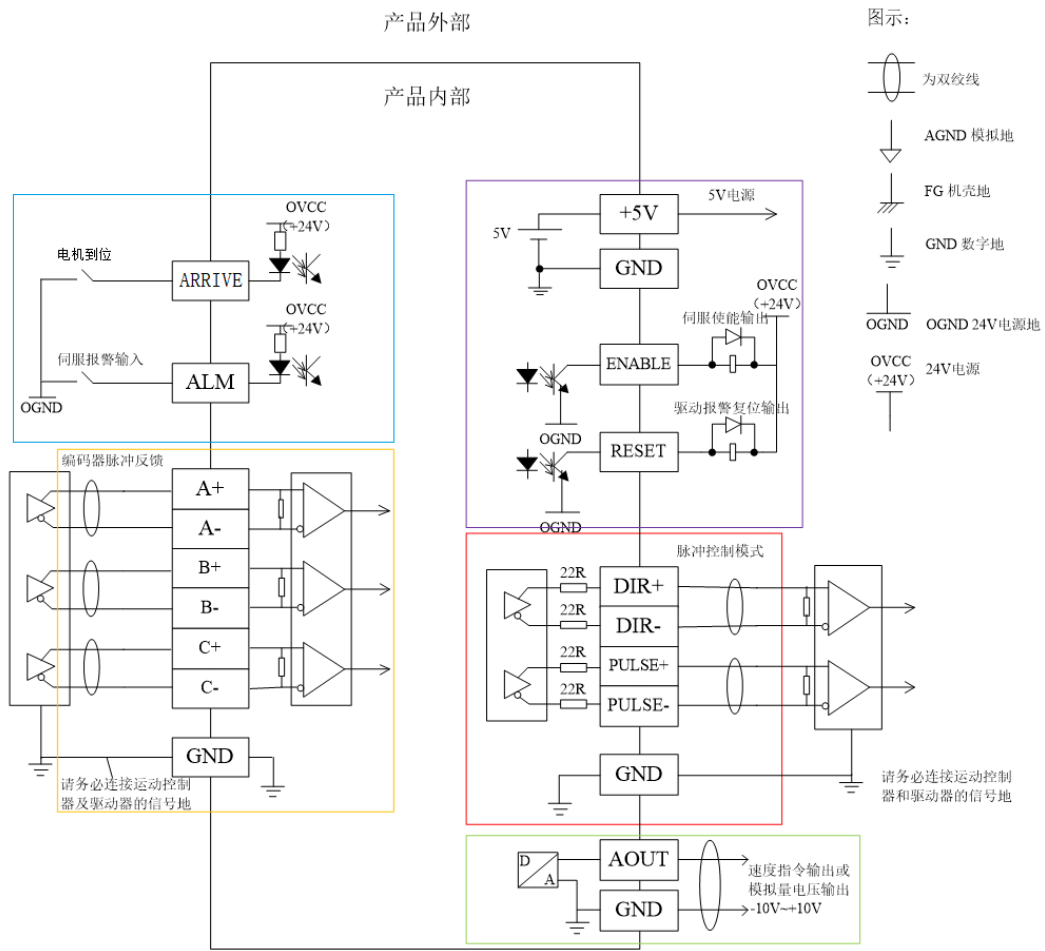 产品外部
产品内部
图示：
为双绞线
AGND 模拟地
FG 机壳地
GND 数字地
OGND
OGND 24V电源地
OVCC
（+24V）
24V电源
OVCC
（+24V）
电机到位
ARRIVE
OVCC
（+24V）
伺服报警输入
ALM
OGND
编码器脉冲反馈
A+
A-
B+
B-
C+
C-
GND
请务必连接运动控制
器及驱动器的信号地
5V
+5V
5V电源
GND
OVCC
（+24V）
伺服使能输出
ENABLE
OGND
驱动报警复位输出
RESET
OGND
脉冲控制模式
22R
DIR+
22R
DIR-
22R
PULSE+
22R
PULSE-
GND
请务必连接运动控制
器和驱动器的信号地
D
A
AOUT
GND
速度指令输出或
模拟量电压输出
-10V~+10V